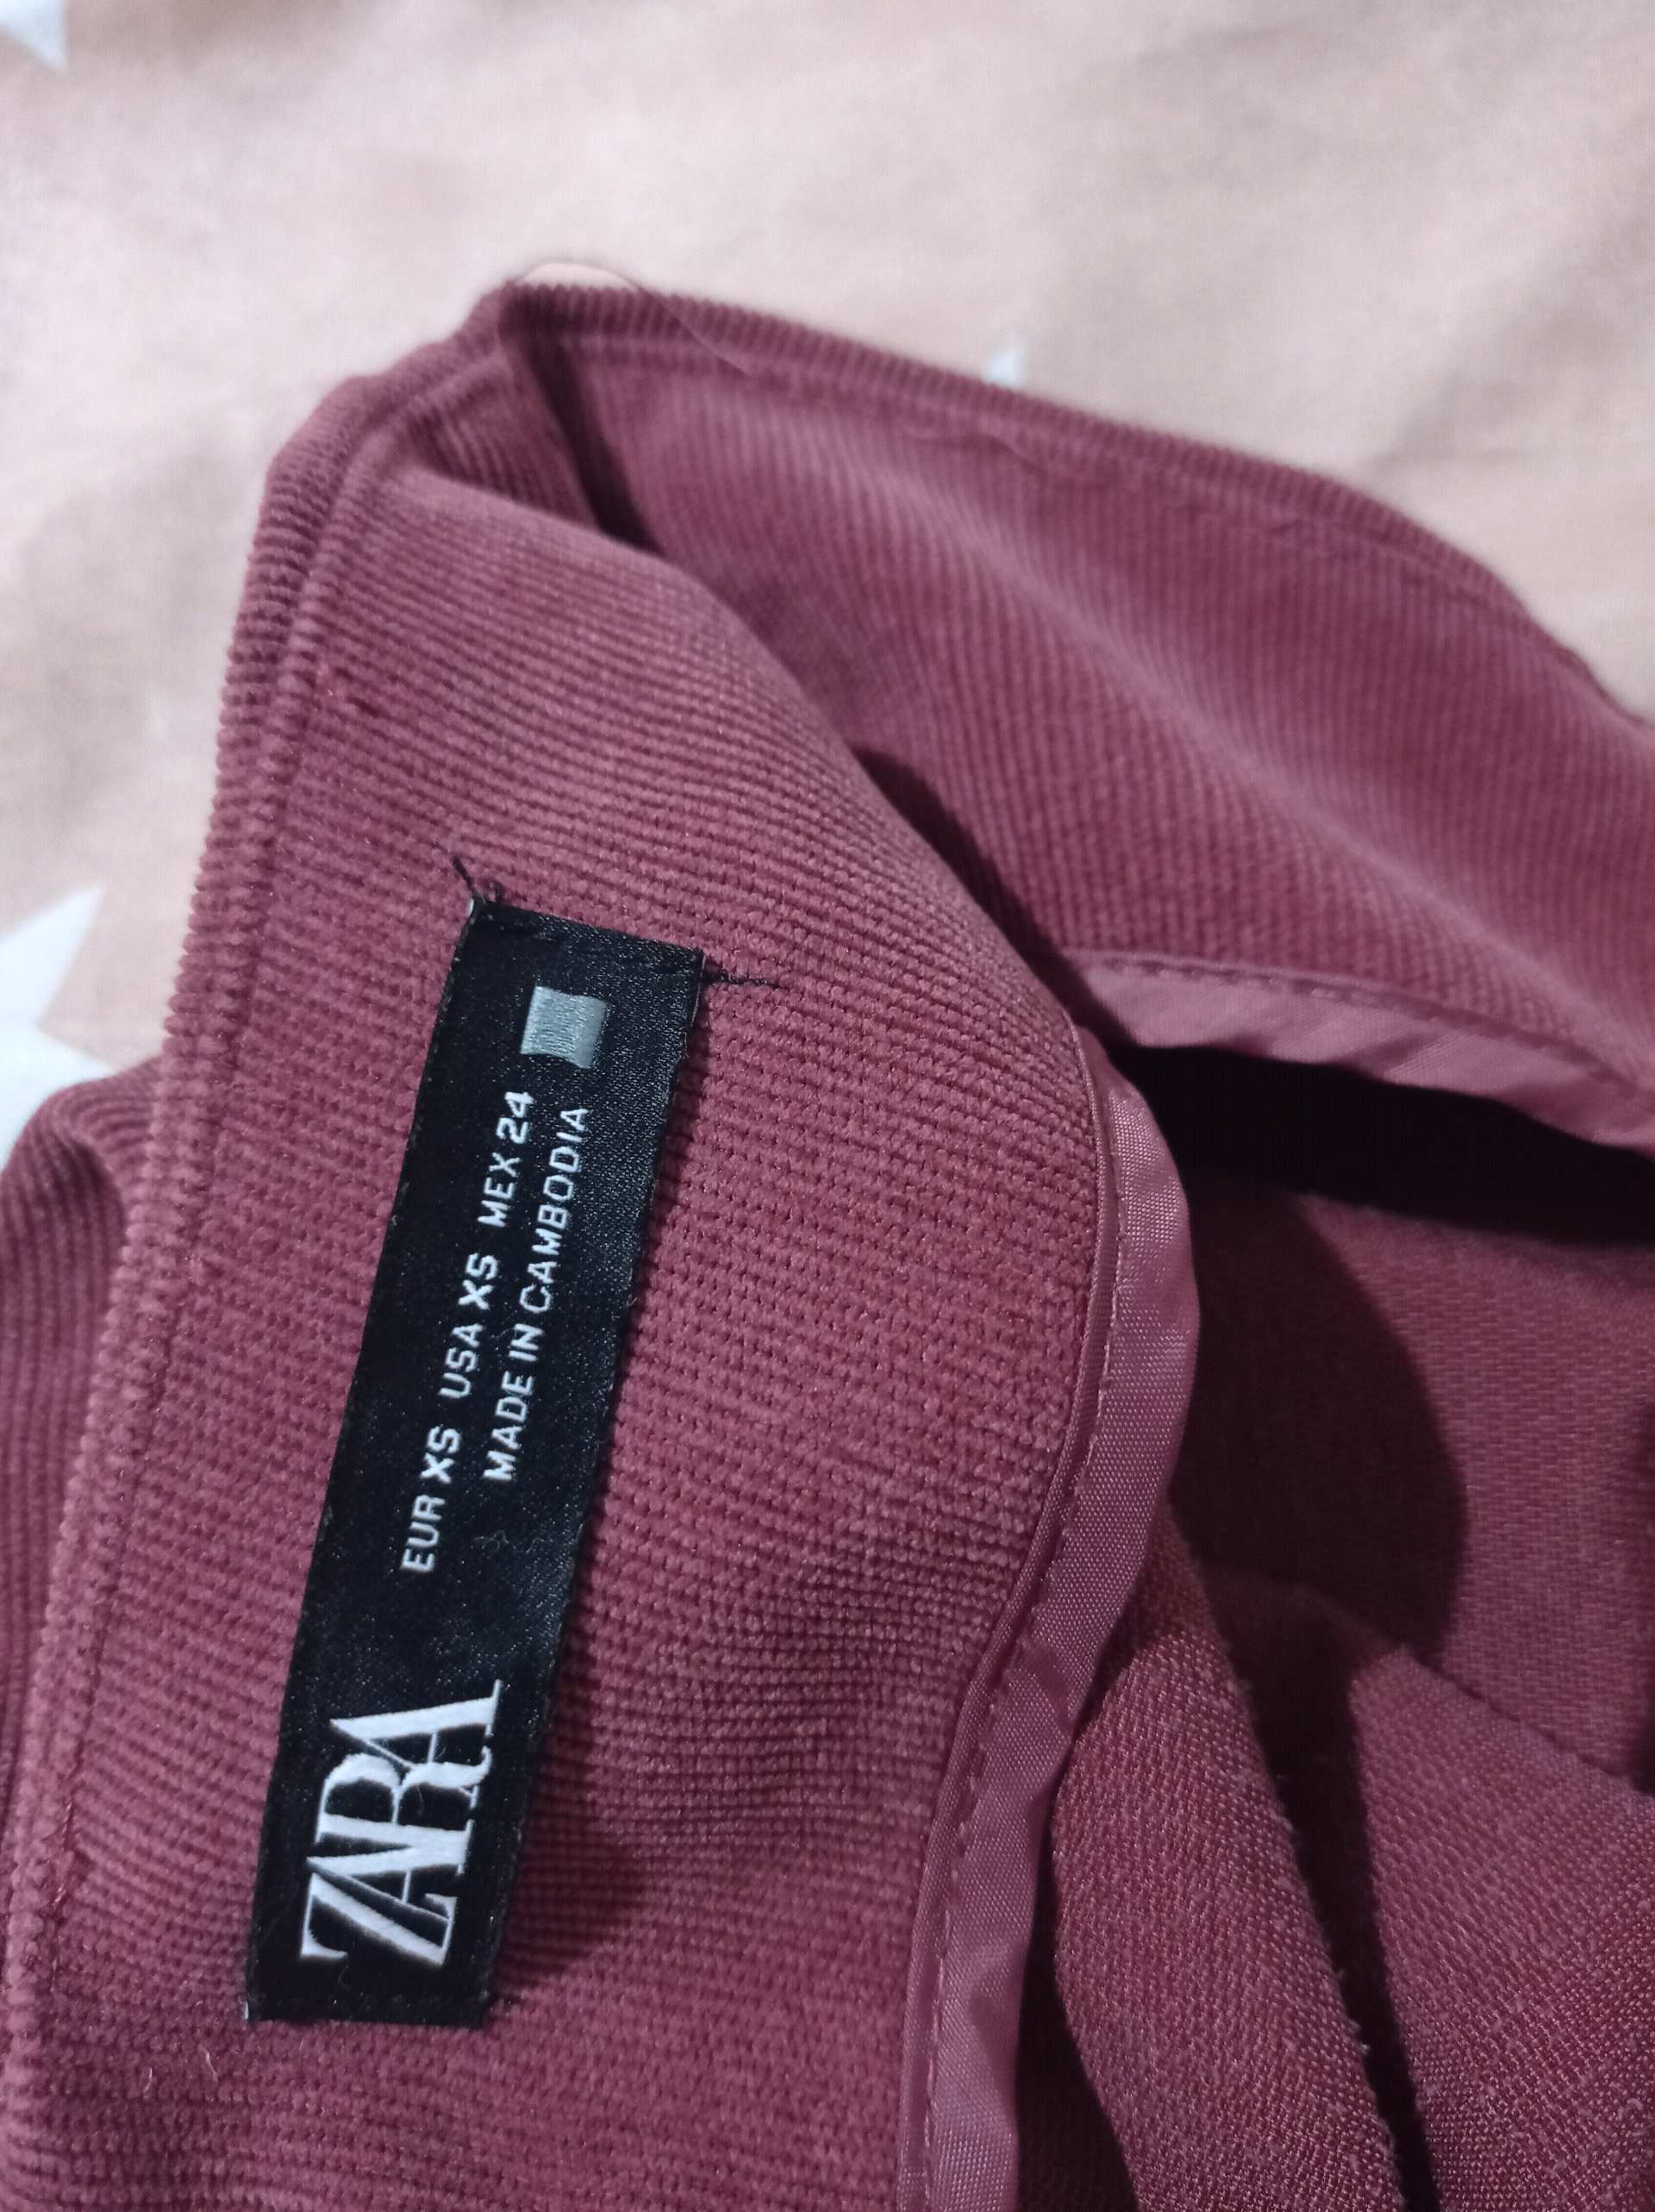 ZARA
EUR XS USA XS MEX 24
MADE IN CAMBODIA